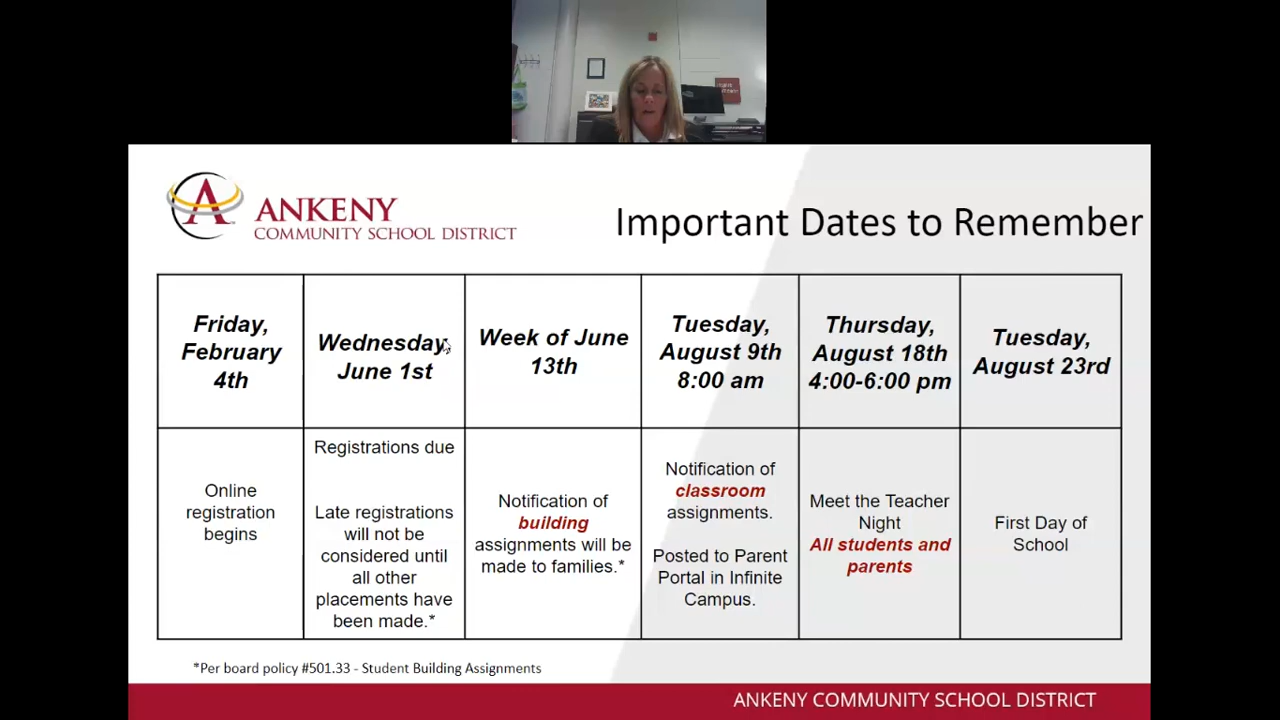 ANKENY
COMMUNITY SCHOOL DISTRICT
Important Dates to Remember
Friday,
February
4th
Wednesday,
June 1st
Week of June
13th
Tuesday,
August 9th
8:00 am
Thursday,
August 18th
4:00-6:00 pm
Tuesday,
August 23rd
Online
registration
begins
Registrations due
Late registrations
will not be
considered until
all other
placements have
been made.*
Notification of
building
assignments will be
made to families.*
Notification of
classroom
assignments.
Posted to Parent
Portal in Infinite
Campus.
Meet the Teacher
Night
All students and
parents
First Day of
School
*Per board policy #501.33 - Student Building Assignments
ANKENY COMMUNITY SCHOOL DISTRICT